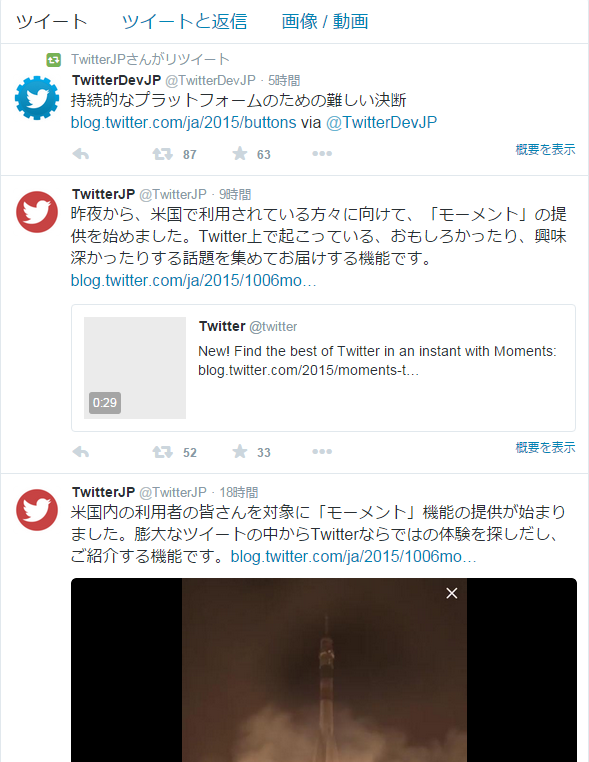 ツイート ツイートと返信 画像 / 動画
TwitterJPさんがリツイート
TwitterDevJP @TwitterDevJP · 5時間
持続的なプラットフォームのための難しい決断
blog.twitter.com/ja/2015/buttons via @TwitterDevJP
87 63 概要を表示
TwitterJP @TwitterJP · 9時間
昨夜から、米国で利用されている方々に向けて、「モーメント」の提
供を始めました。Twitter上で起こっている、おもしろかったり、興味
深かったりする話題を集めてお届けする機能です。
blog.twitter.com/ja/2015/1006mo…
Twitter @twitter
New! Find the best of Twitter in an instant with Moments:
blog.twitter.com/2015/moments-t…
0:29
52 33 概要を表示
TwitterJP @TwitterJP · 18時間
米国内の利用者の皆さんを対象に「モーメント」機能の提供が始まり
ました。膨大なツイートの中からTwitterならではの体験を探しだし、
ご紹介する機能です。blog.twitter.com/ja/2015/1006mo…